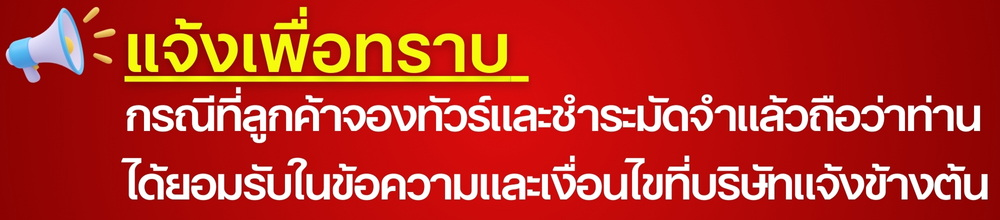 แจ้งเพื่อทราบ
กรณีที่ลูกค้าจองทัวร์และชำระมัดจำแล้วถือว่าท่าน
ได้ยอมรับในข้อความและเงื่อนไขที่บริษัทแจ้งข้างต้น